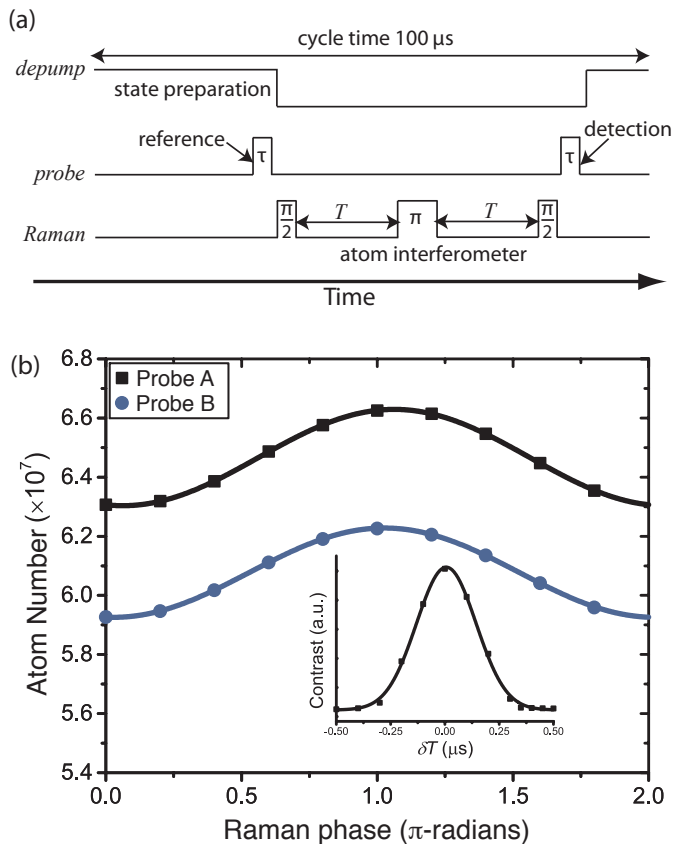 (a)
cycle time 100 μs
depump
state preparation
reference
detection
probe
τ
τ
Raman
π/2
T
π
T
π/2
atom interferometer
Time
(b)
Probe A
Probe B
Atom Number (×10⁷)
6.8
6.6
6.4
6.2
6.0
5.8
5.6
5.4
Contrast (a.u.)
-0.50
-0.25
0.00
0.25
0.50
δT (μs)
0.0
0.5
1.0
1.5
2.0
Raman phase (π-radians)